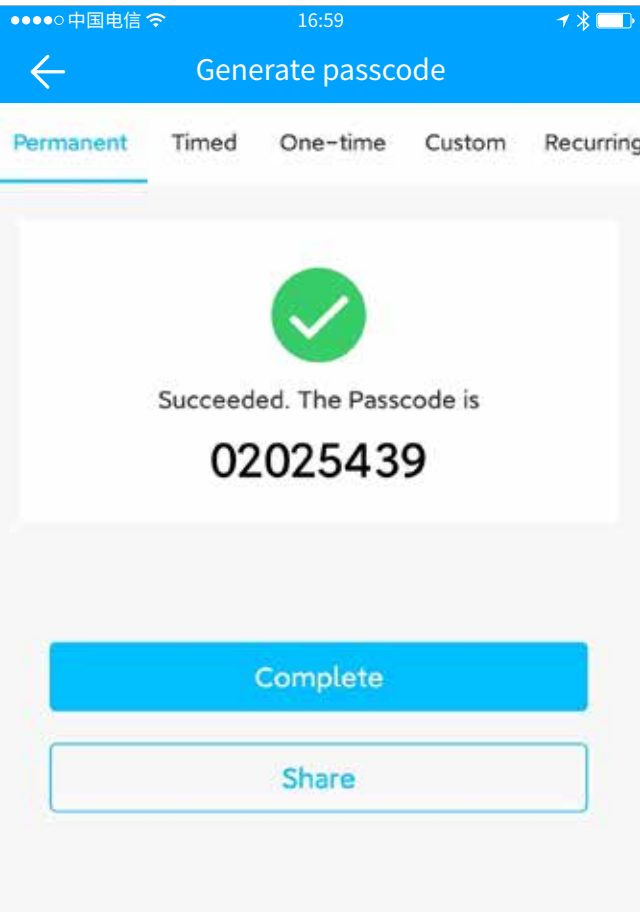 中国电信 16:59
Generate passcode
Permanent Timed One-time Custom Recurring
Succeeded. The Passcode is
02025439
Complete
Share